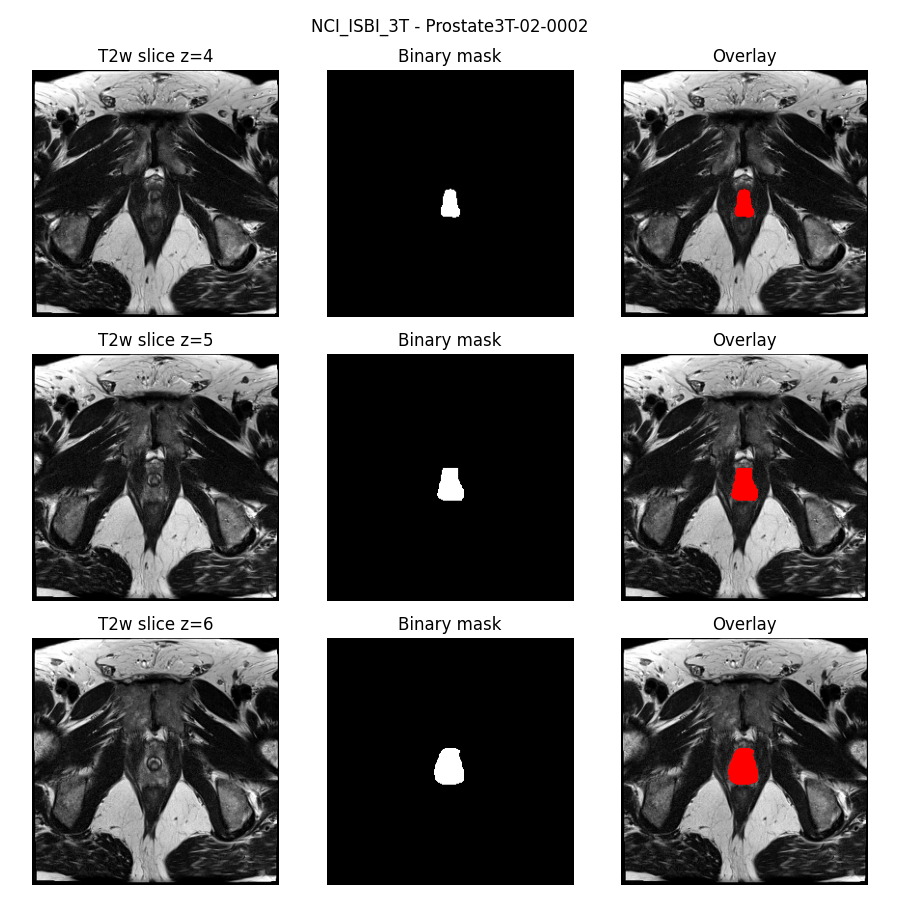 NCI_ISBI_3T - Prostate3T-02-0002
T2w slice z=4
Binary mask
Overlay
T2w slice z=5
Binary mask
Overlay
T2w slice z=6
Binary mask
Overlay